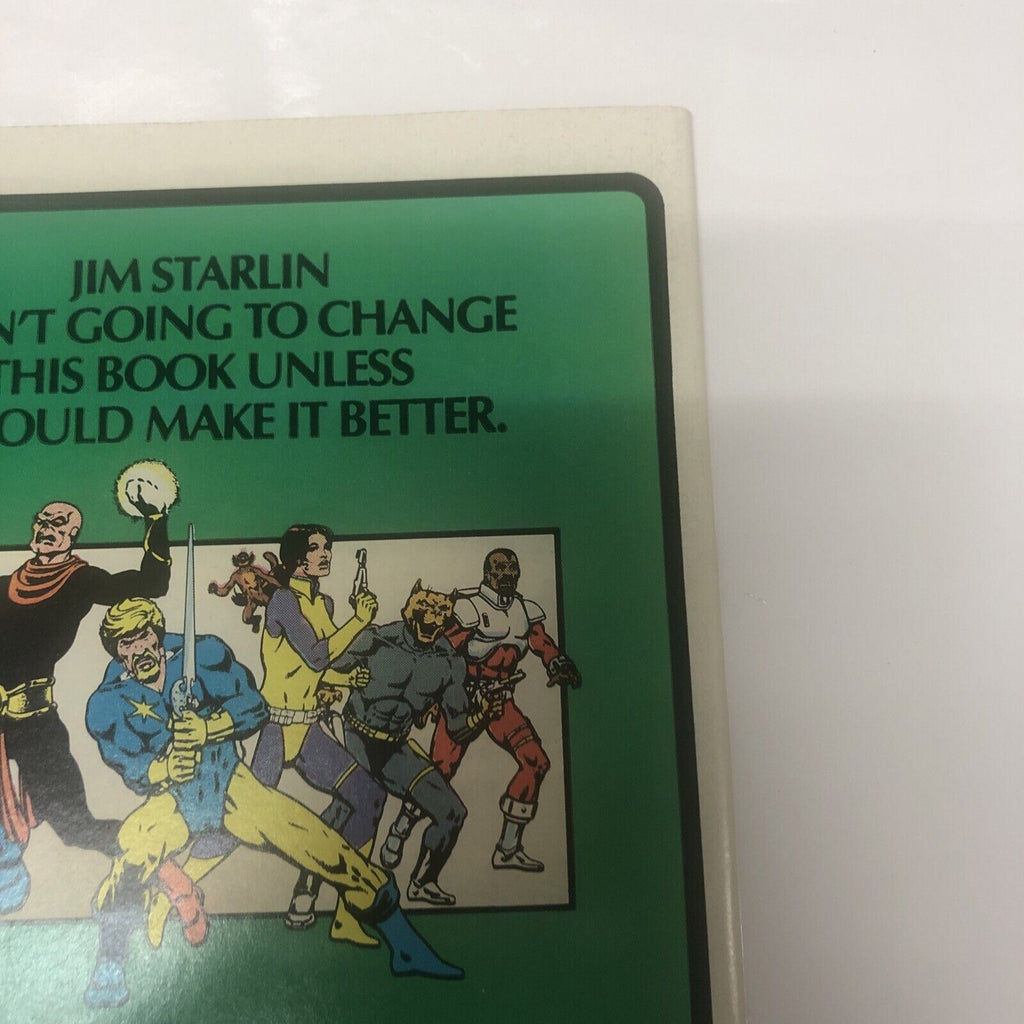 JIM STARLIN
N'T GOING TO CHANGE
THIS BOOK UNLESS
OULD MAKE IT BETTER.